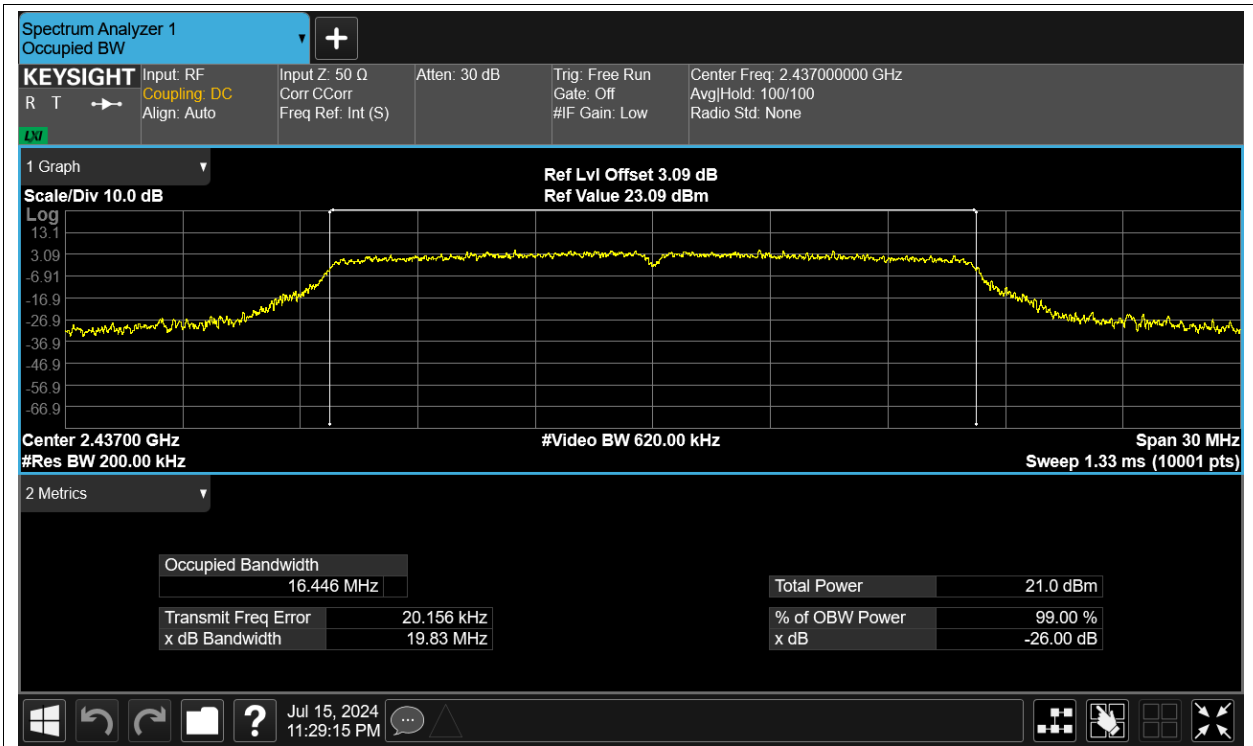 Spectrum Analyzer 1
Occupied BW
KEYSIGHT
R T
LXI
Input: RF
Coupling: DC
Align: Auto
Input Z: 50 Ω
Corr CCorr
Freq Ref: Int (S)
Atten: 30 dB
Trig: Free Run
Gate: Off
#IF Gain: Low
Center Freq: 2.437000000 GHz
Avg|Hold: 100/100
Radio Std: None
1 Graph
Scale/Div 10.0 dB
Ref Lvl Offset 3.09 dB
Ref Value 23.09 dBm
Log
13.1
3.09
-6.91
-16.9
-26.9
-36.9
-46.9
-56.9
-66.9
Center 2.43700 GHz
#Video BW 620.00 kHz
Span 30 MHz
#Res BW 200.00 kHz
Sweep 1.33 ms (10001 pts)
2 Metrics
Occupied Bandwidth
16.446 MHz
Total Power 21.0 dBm
Transmit Freq Error 20.156 kHz
% of OBW Power 99.00 %
x dB Bandwidth 19.83 MHz
x dB -26.00 dB
?
Jul 15, 2024
11:29:15 PM